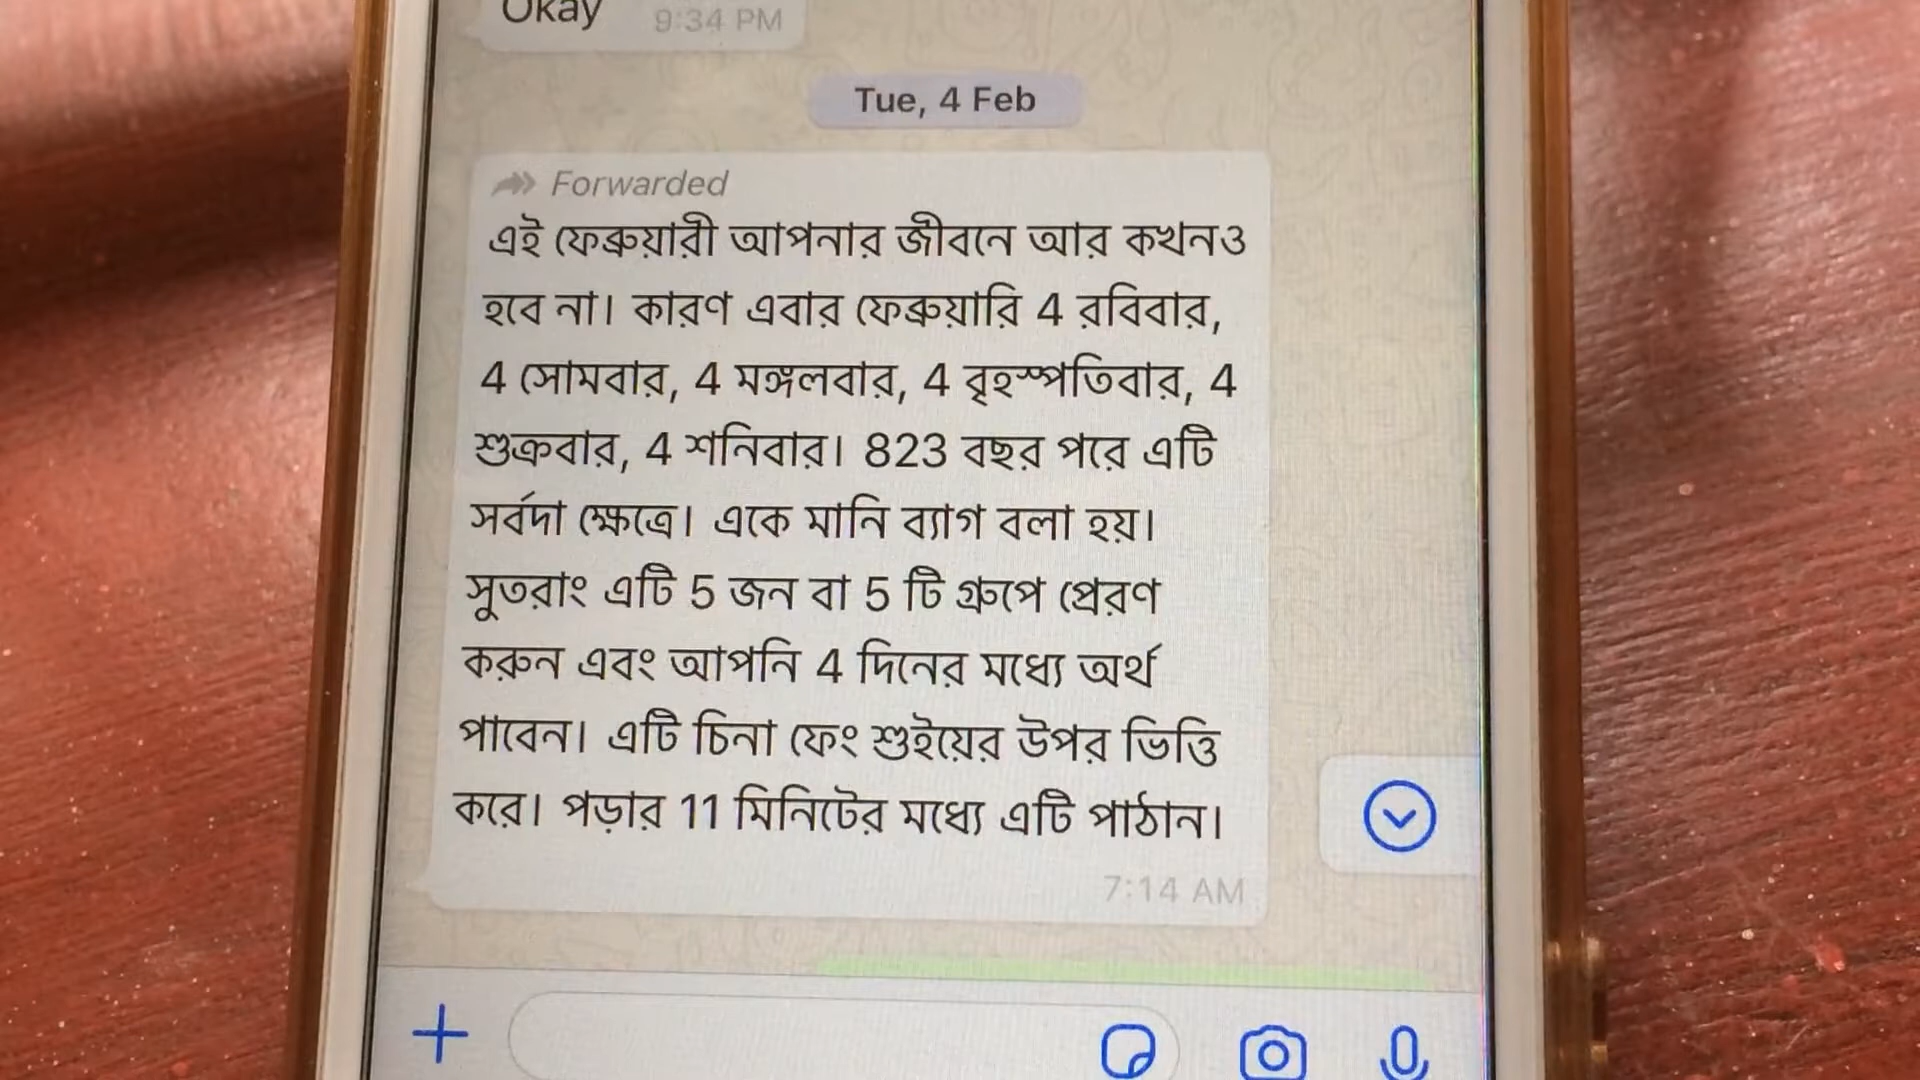 Okay 9:34 PM
Tue, 4 Feb
Forwarded
এই ফেব্রুয়ারী আপনার জীবনে আর কখনও
হবে না। কারণ এবার ফেব্রুয়ারি 4 রবিবার,
4 সোমবার, 4 মঙ্গলবার, 4 বৃহস্পতিবার, 4
শুক্রবার, 4 শনিবার। 823 বছর পরে এটি
সর্বদা ক্ষেত্রে। একে মানি ব্যাগ বলা হয়।
সুতরাং এটি 5 জন বা 5 টি গ্রুপে প্রেরণ
করুন এবং আপনি 4 দিনের মধ্যে অর্থ
পাবেন। এটি চিনা ফেং শুইয়ের উপর ভিত্তি
করে। পড়ার 11 মিনিটের মধ্যে এটি পাঠান।
7:14 AM